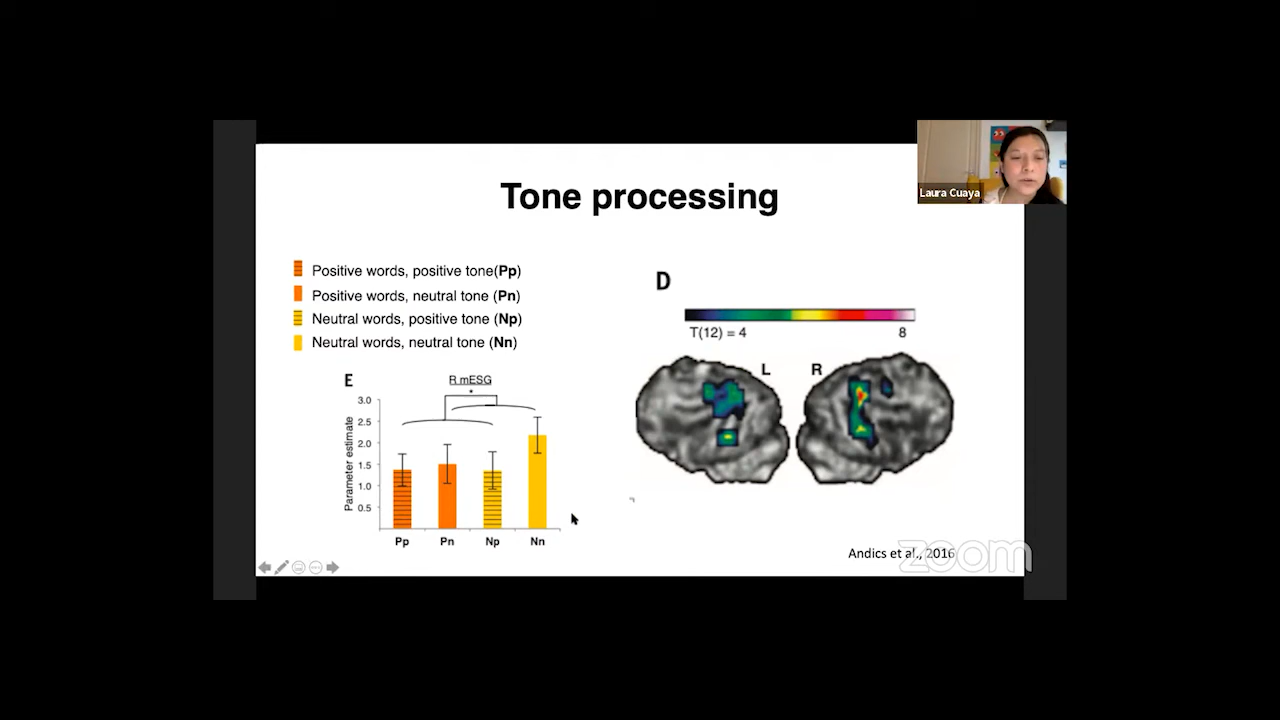 Laura Cuaya
Tone processing
Positive words, positive tone(Pp)
Positive words, neutral tone (Pn)
Neutral words, positive tone (Np)
Neutral words, neutral tone (Nn)
D
T(12) = 4
8
L
R
E
R mESG
*
Parameter estimate
3.0
2.5
2.0
1.5
1.0
0.5
Pp
Pn
Np
Nn
Andics et al., 2016
zoom